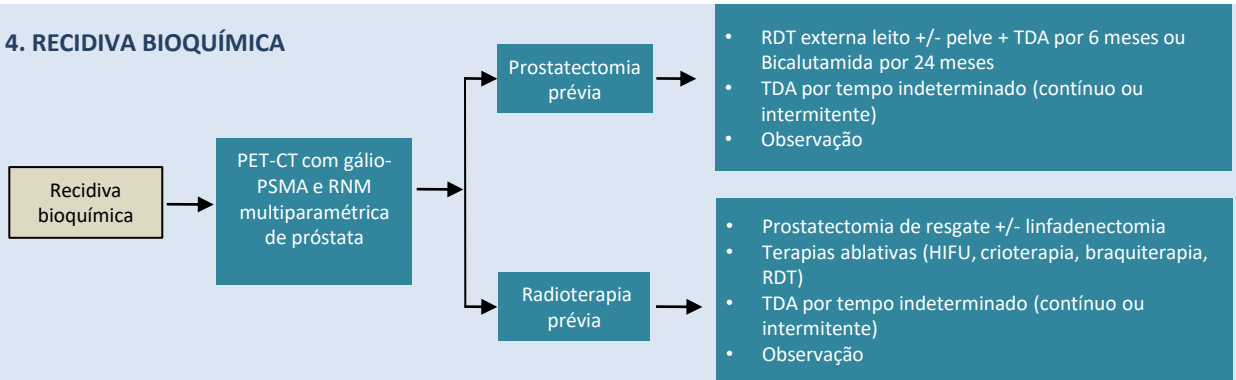 4. RECIDIVA BIOQUÍMICA
Recidiva
bioquímica
PET-CT com gálio-
PSMA e RNM
multiparamétrica
de próstata
Prostatectomia
prévia
• RDT externa leito +/- pelve + TDA por 6 meses ou
Bicalutamida por 24 meses
• TDA por tempo indeterminado (contínuo ou
intermitente)
• Observação
Radioterapia
prévia
• Prostatectomia de resgate +/- linfadenectomia
• Terapias ablativas (HIFU, crioterapia, braquiterapia,
RDT)
• TDA por tempo indeterminado (contínuo ou
intermitente)
• Observação